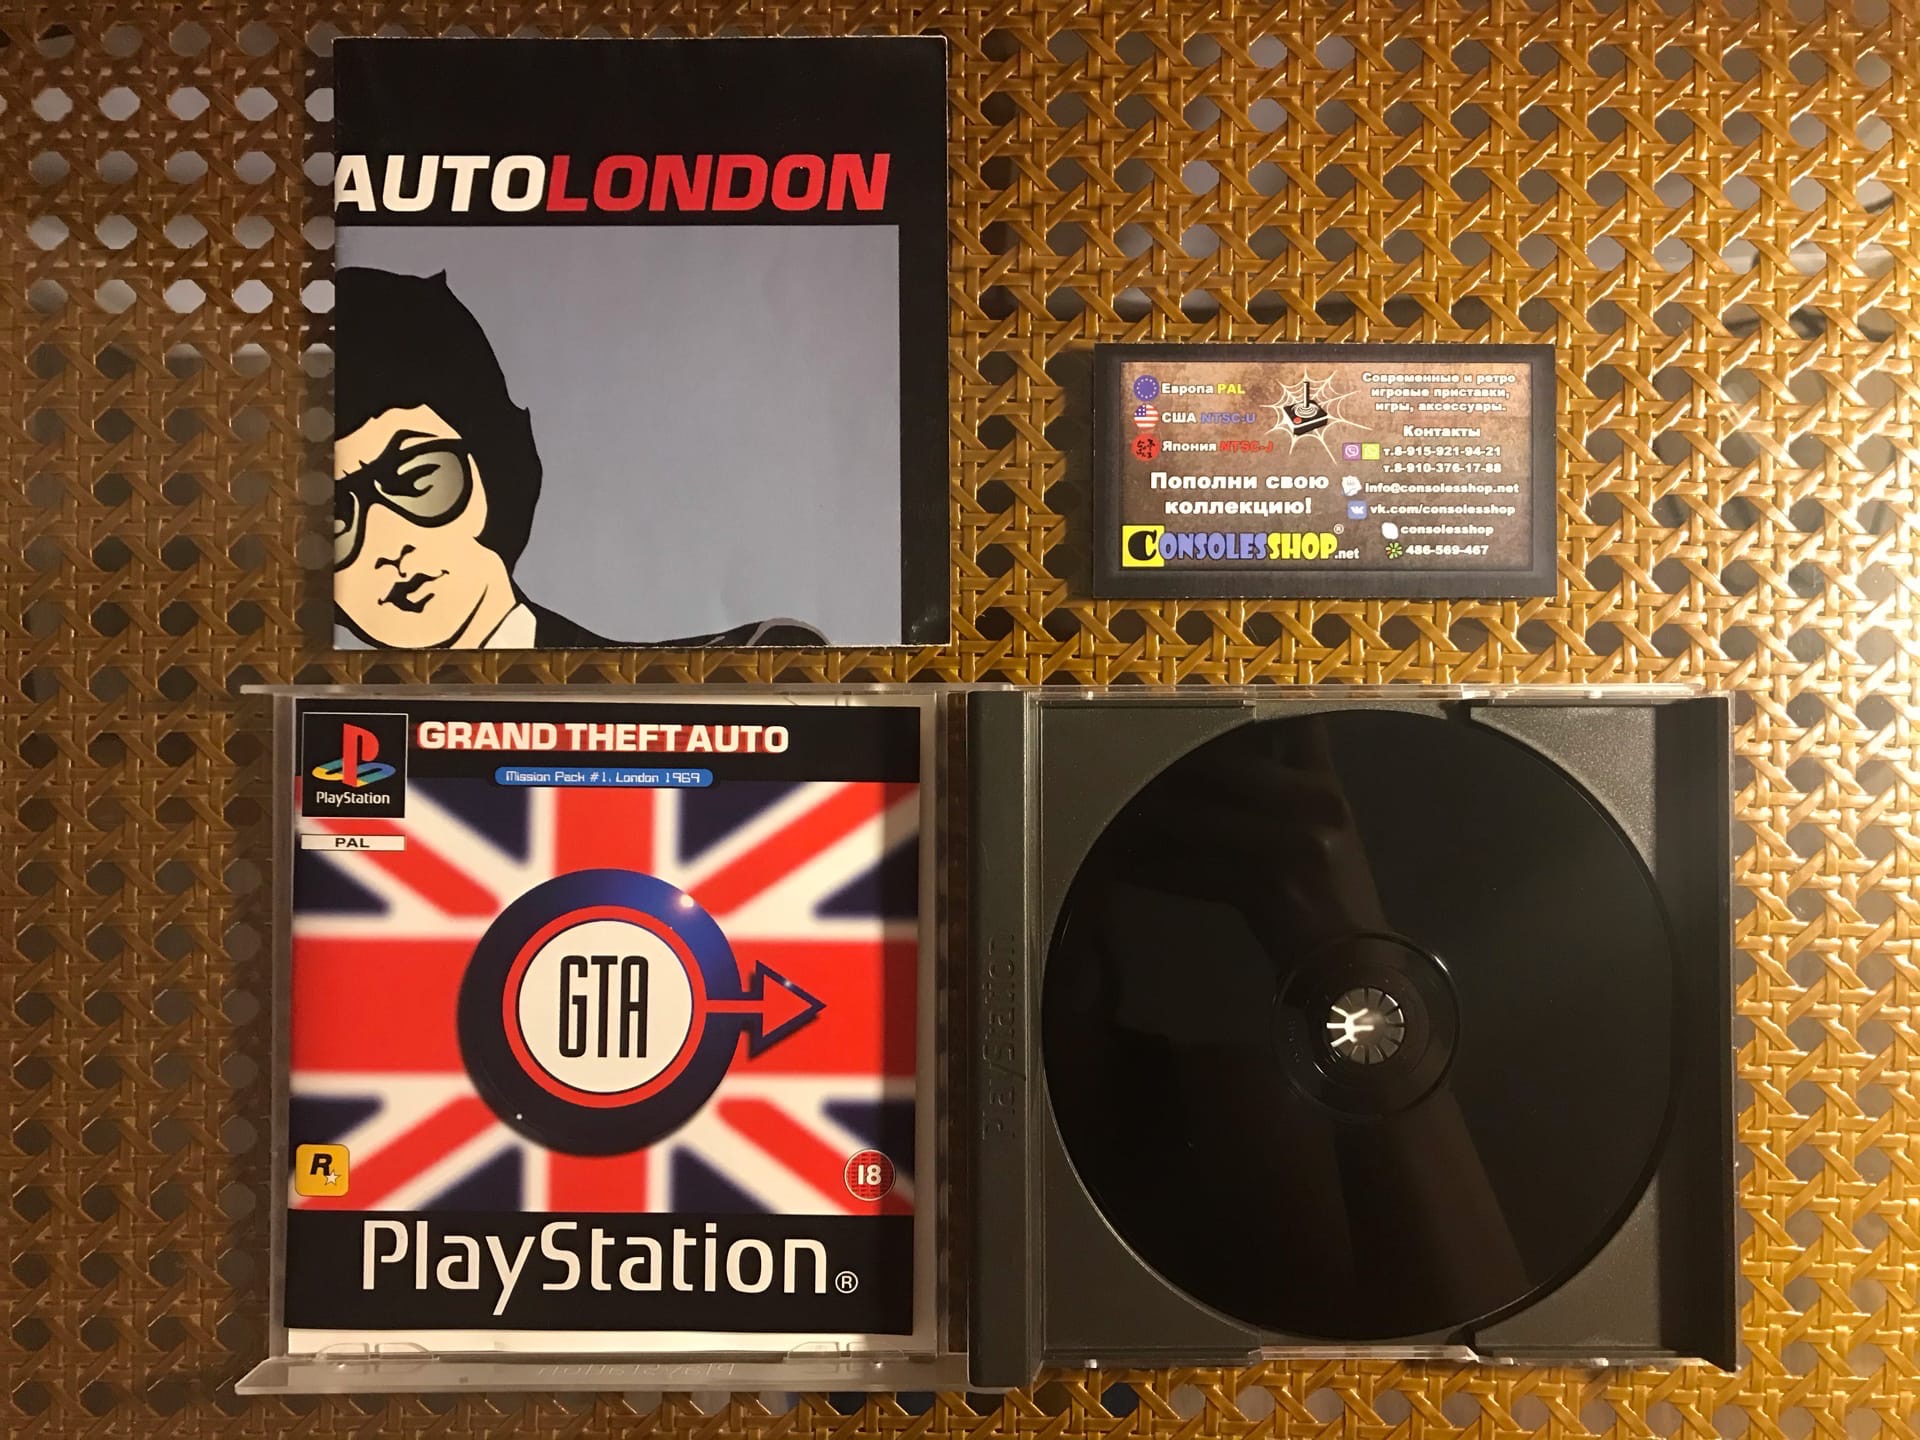 AUTOLONDON
Европа PAL
США NTSC-U
Япония NTSC-J
Пополни свою
коллекцию!
CONSOLESSHOP.net
®
Современные и ретро
игровые приставки,
игры, аксессуары.
Контакты
т.8-915-921-94-21
т.8-910-376-17-88
info@consolesshop.net
vk.com/consolesshop
consolesshop
486-569-467
PlayStation
GRAND THEFT AUTO
Mission Pack #1, London 1969
PAL
GTA
R
18
PlayStation®
PlayStation
PlayStation